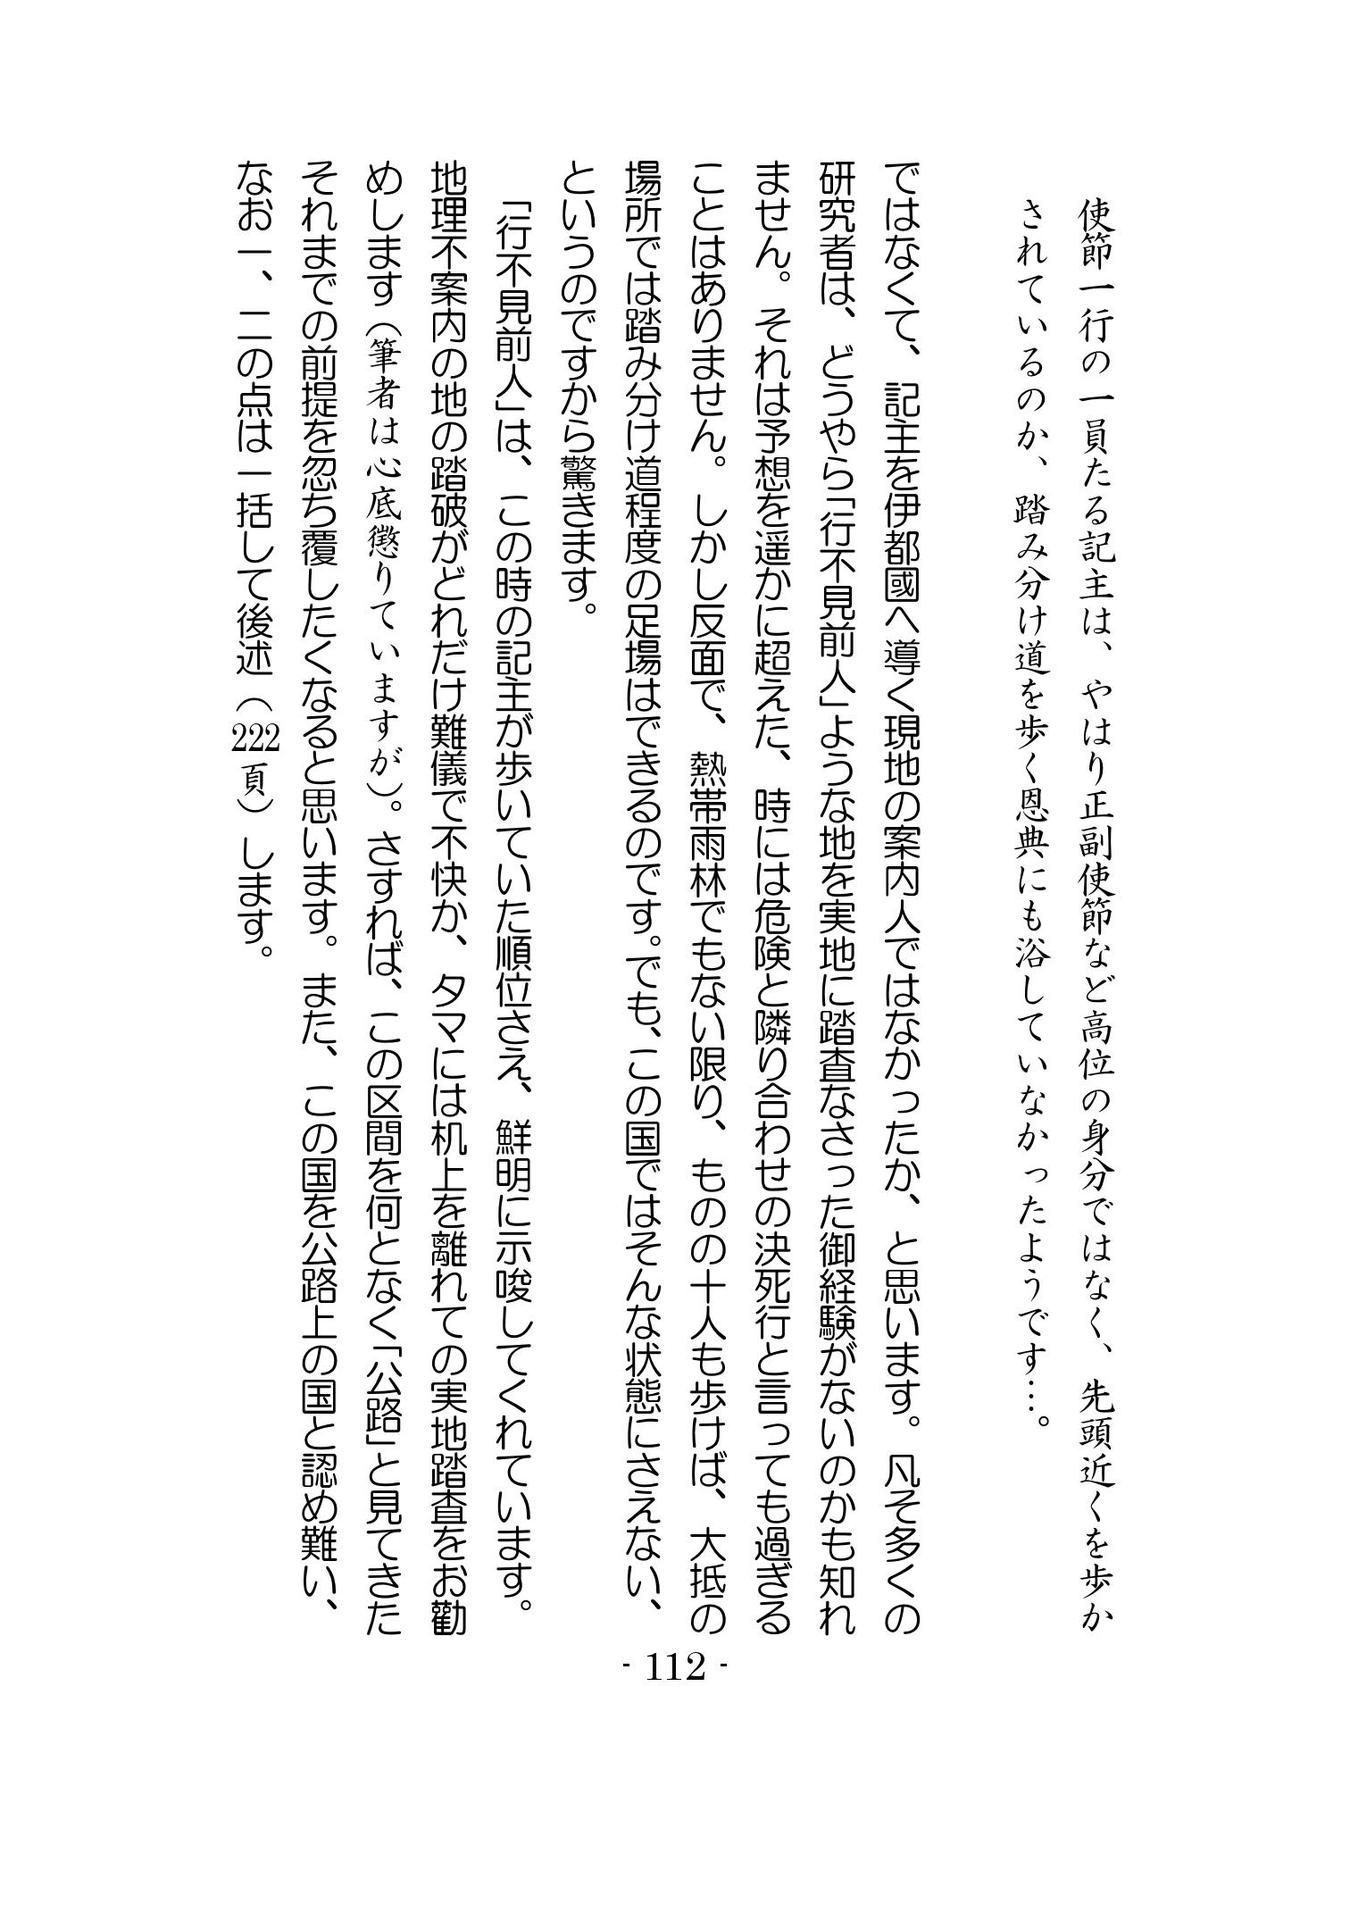 使節一行の一員たる記主は、やはり正副使節など高位の身分ではなく、先頭近くを歩か
されているのか、踏み分け道を歩く恩典にも浴していなかったようです…。
ではなくて、記主を伊都國へ導く現地の案内人ではなかったか、と思います。凡そ多くの
研究者は、どうやら「行不見前人」ような地を実地に踏査なさった御経験がないのかも知れ
ません。それは予想を遥かに超えた、時には危険と隣り合わせの決死行と言っても過ぎる
ことはありません。しかし反面で、熱帯雨林でもない限り、ものの十人も歩けば、大抵の
場所では踏み分け道程度の足場はできるのです。でも、この国ではそんな状態にさえない、
というのですから驚きます。
「行不見前人」は、この時の記主が歩いていた順位さえ、鮮明に示唆してくれています。
地理不案内の地の踏破がどれだけ難儀で不快か、タマには机上を離れての実地踏査をお勧
めします（筆者は心底懲りていますが）。さすれば、この区間を何となく「公路」と見てきた
それまでの前提を忽ち覆したくなると思います。また、この国を公路上の国と認め難い、
なお一、二の点は一括して後述（222頁）します。
- 112 -